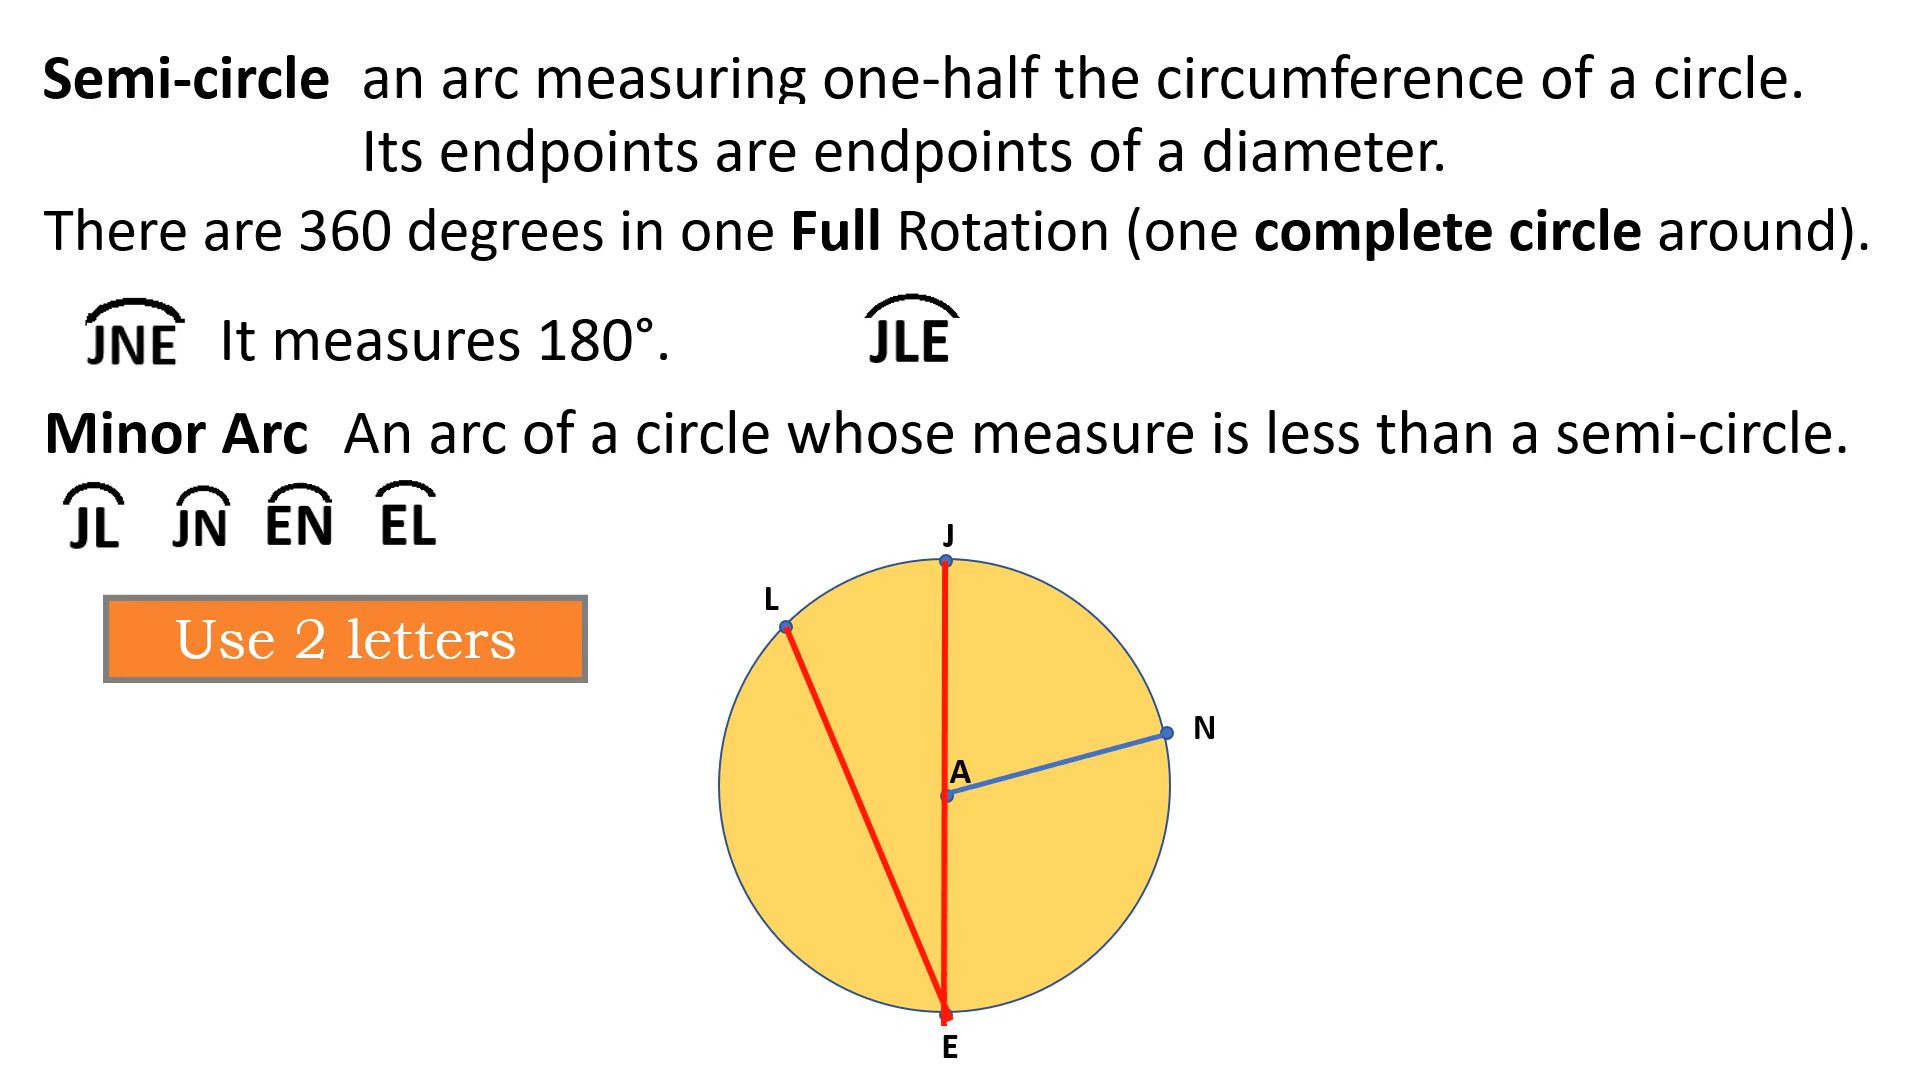 Semi-circle an arc measuring one-half the circumference of a circle.
Its endpoints are endpoints of a diameter.
There are 360 degrees in one Full Rotation (one complete circle around).
JNE It measures 180°. JLE
Minor Arc An arc of a circle whose measure is less than a semi-circle.
JL JN EN EL
J
L
Use 2 letters
N
A
E